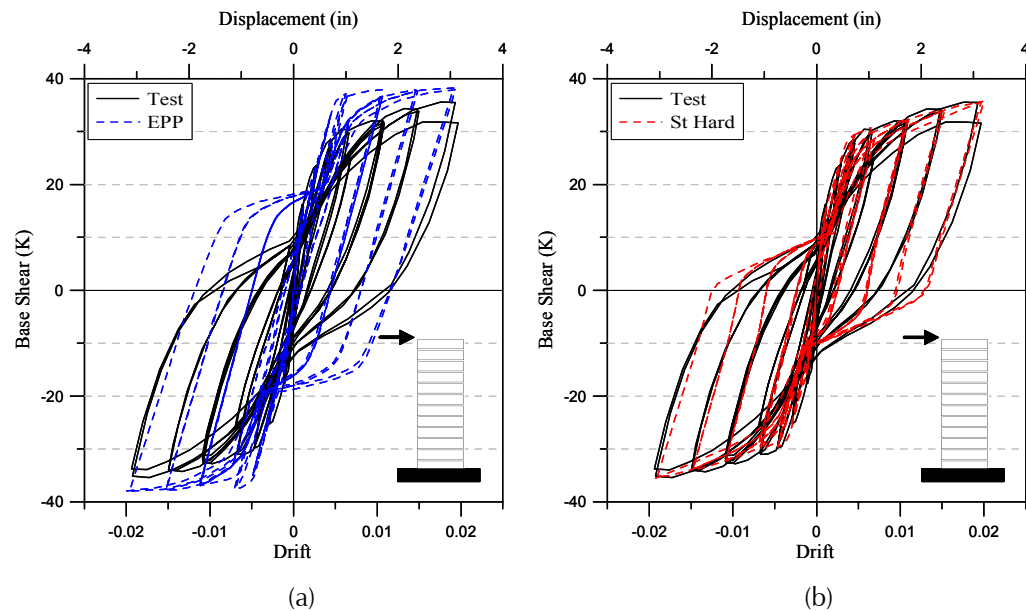 Displacement (in)
-4 -2 0 2 4
40
20
0
-20
-40
Base Shear (K)
Test
EPP
-0.02 -0.01 0 0.01 0.02
Drift
(a)
Displacement (in)
-4 -2 0 2 4
40
20
0
-20
-40
Base Shear (K)
Test
St Hard
-0.02 -0.01 0 0.01 0.02
Drift
(b)